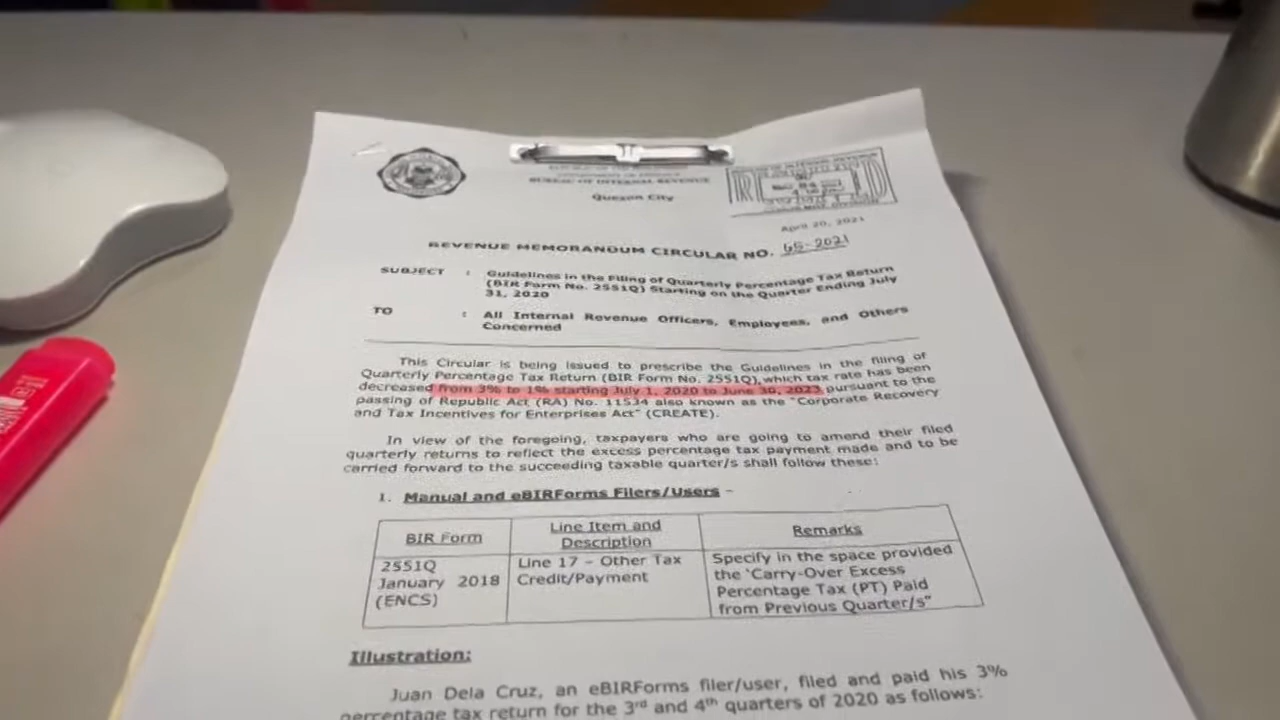 BUREAU OF INTERNAL REVENUE
Quezon City
April 20, 2021
REVENUE MEMORANDUM CIRCULAR NO. 65-2021
SUBJECT : Guidelines in the Filing of Quarterly Percentage Tax Return
(BIR Form No. 2551Q) Starting on the Quarter Ending July
31, 2020
TO : All Internal Revenue Officers, Employees, and Others
Concerned
This Circular is being issued to prescribe the Guidelines in the filing of
Quarterly Percentage Tax Return (BIR Form No. 2551Q), which tax rate has been
decreased from 3% to 1% starting July 1, 2020 to June 30, 2023 pursuant to the
passing of Republic Act (RA) No. 11534 also known as the "Corporate Recovery
and Tax Incentives for Enterprises Act" (CREATE).
In view of the foregoing, taxpayers who are going to amend their filed
quarterly returns to reflect the excess percentage tax payment made and to be
carried forward to the succeeding taxable quarter/s shall follow these:
1. Manual and eBIRForms Filers/Users –
BIR Form
Line Item and
Description
Remarks
2551Q
January 2018
(ENCS)
Line 17 – Other Tax
Credit/Payment
Specify in the space provided
the 'Carry-Over Excess
Percentage Tax (PT) Paid
from Previous Quarter/s"
Illustration:
Juan Dela Cruz, an eBIRForms filer/user, filed and paid his 3%
percentage tax return for the 3rd and 4th quarters of 2020 as follows: